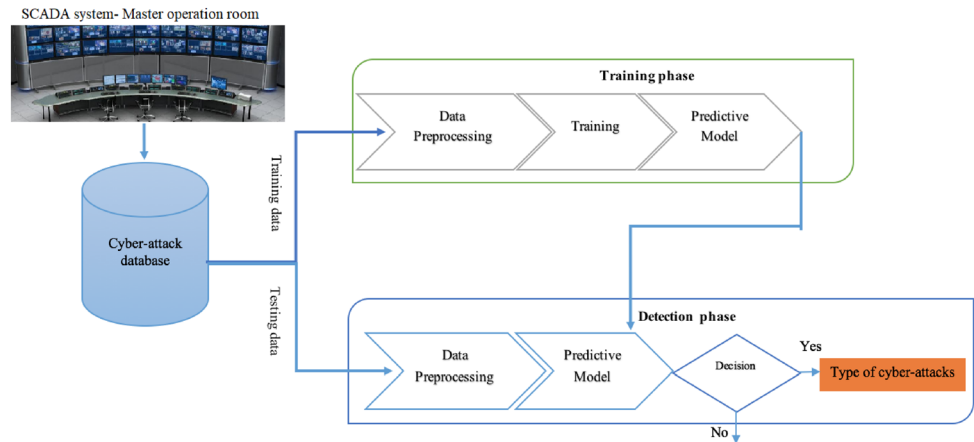 SCADA system- Master operation room
Training phase
Data
Preprocessing
Training
Predictive
Model
Training data
Cyber-attack
database
Testing data
Detection phase
Data
Preprocessing
Predictive
Model
Decision
Yes
Type of cyber-attacks
No